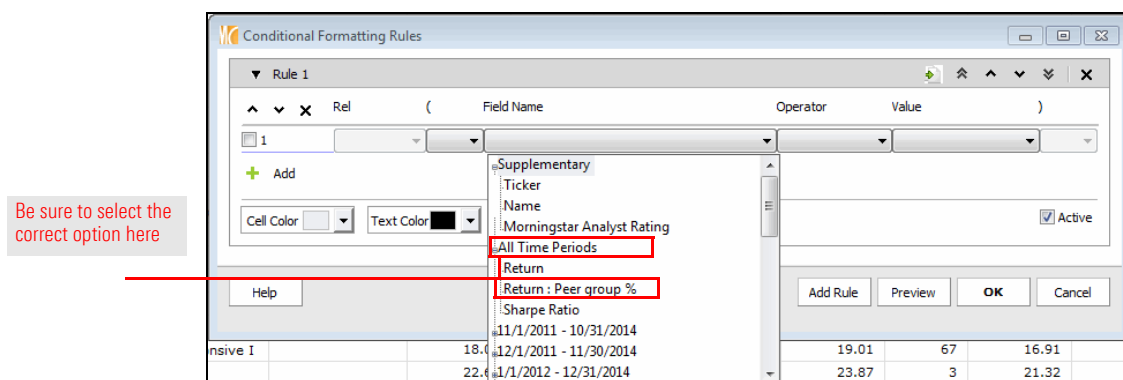 Conditional Formatting Rules
Rule 1
Rel ( Field Name Operator Value )
1
Add
Supplementary
Ticker
Name
Morningstar Analyst Rating
All Time Periods
Return
Return : Peer group %
Sharpe Ratio
11/1/2011 - 10/31/2014
12/1/2011 - 11/30/2014
1/1/2012 - 12/31/2014
Cell Color Text Color Active
Be sure to select the
correct option here
Help Add Rule Preview OK Cancel
19.01 67 16.91
23.87 3 21.32